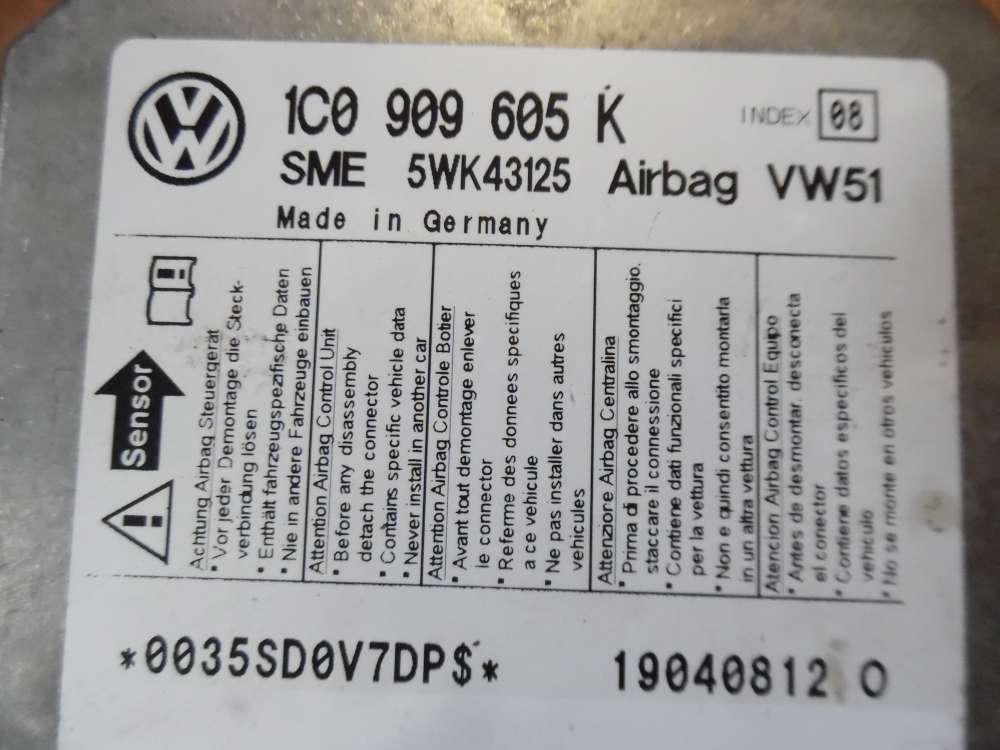 1C0 909 605 K INDEX 08
SME 5WK43125 Airbag VW51
Made in Germany
Sensor
Achtung Airbag Steuergerät
• Vor jeder Demontage die Steck-
verbindung lösen
• Enthält fahrzeugspezifische Daten
• Nie in andere Fahrzeuge einbauen
Attention Airbag Control Unit
• Before any disassembly
detach the connector
• Contains specific vehicle data
• Never install in another car
Attention Airbag Controle Botier
• Avant tout demontage enlever
le connector
• Referme des donnees specifiques
a ce vehicule
• Ne pas installer dans autres
vehicules
Attenzione Airbag Centralina
• Prima di procedere allo smontaggio.
staccare il connessione
• Contiene dati funzionali specifici
per la vettura
• Non e quindi consentito montarla
in un altra vettura
Atencion Airbag Control Equipo
• Antes de desmontar, desconecta
el conector
• Contiene datos especificos del
vehiculo
• No se monte en otros vehiculos
*0035SD0V7DP$* 19040812 O